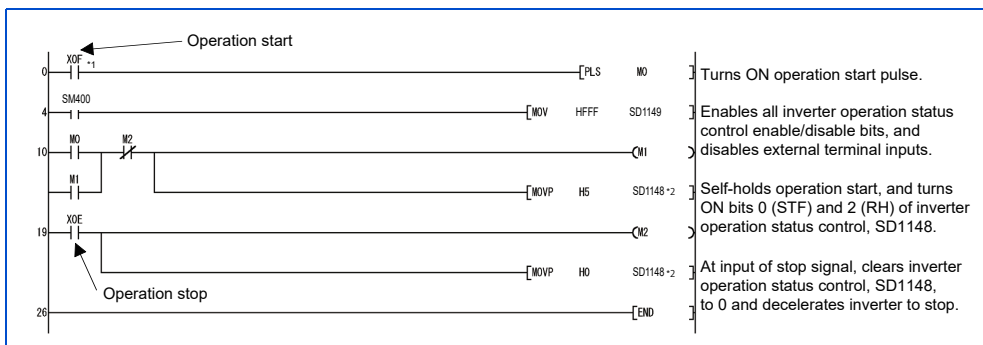 Operation start
X0F *1
0 [PLS M0 ] Turns ON operation start pulse.
SM400
4 [MOV HFFF SD1149 ] Enables all inverter operation status
control enable/disable bits, and
disables external terminal inputs.
M0 M2
10 (M1 )
M1
[MOVP H5 SD1148 *2 ] Self-holds operation start, and turns
ON bits 0 (STF) and 2 (RH) of inverter
operation status control, SD1148.
X0E
19 (M2 )
[MOVP H0 SD1148 *2 ] At input of stop signal, clears inverter
operation status control, SD1148,
to 0 and decelerates inverter to stop.
Operation stop
26 [END ]